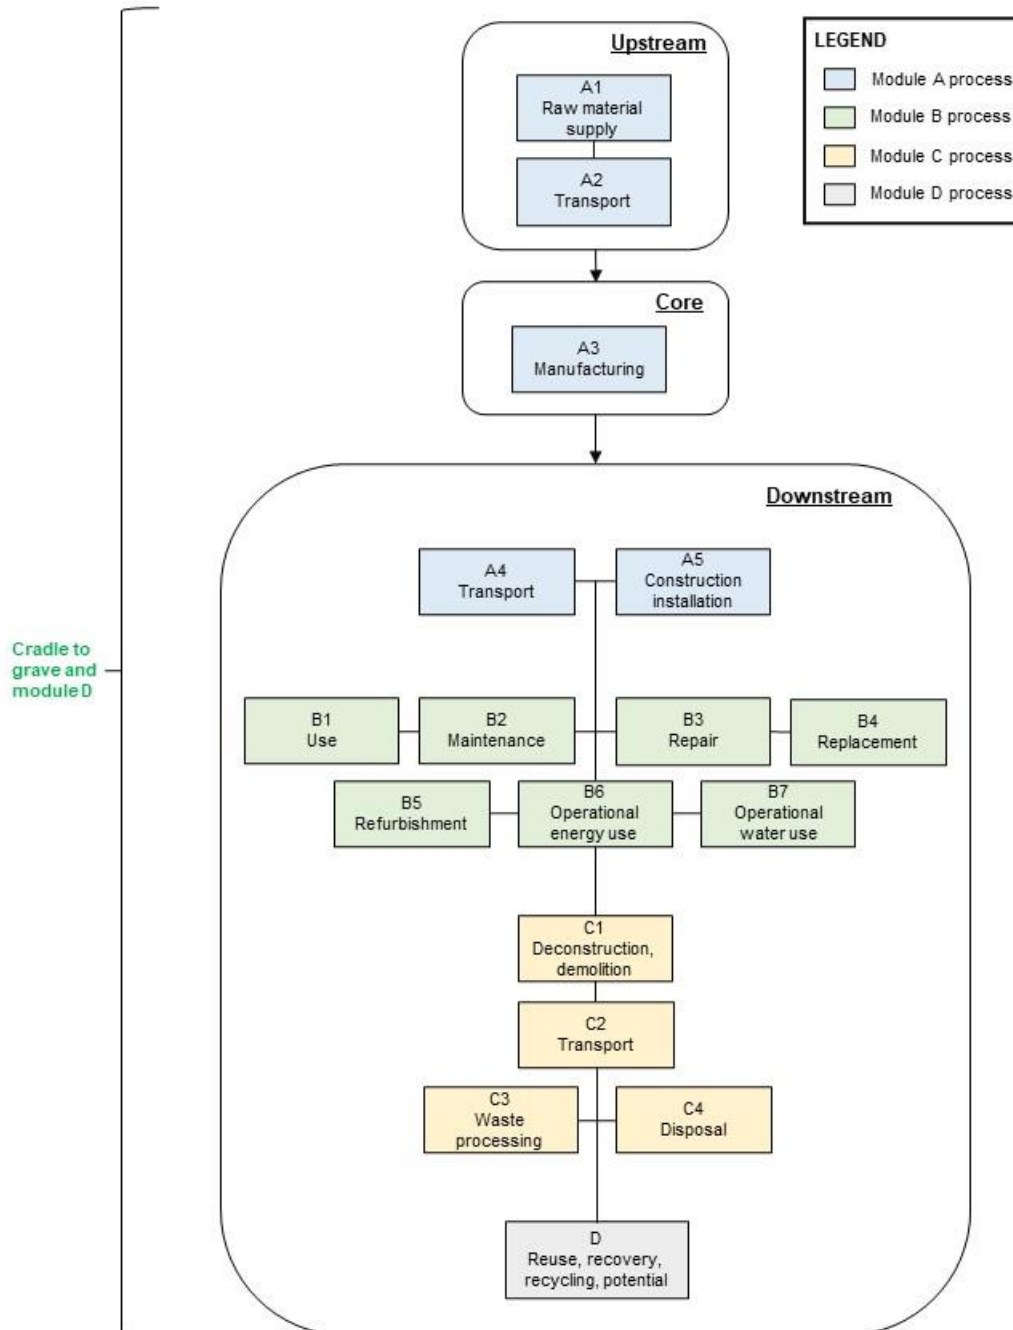 Upstream
A1
Raw material
supply
A2
Transport
LEGEND
Module A process
Module B process
Module C process
Module D process
Core
A3
Manufacturing
Downstream
A4
Transport
A5
Construction
installation
Cradle to
grave and
module D
B1
Use
B2
Maintenance
B3
Repair
B4
Replacement
B5
Refurbishment
B6
Operational
energy use
B7
Operational
water use
C1
Deconstruction,
demolition
C2
Transport
C3
Waste
processing
C4
Disposal
D
Reuse, recovery,
recycling, potential